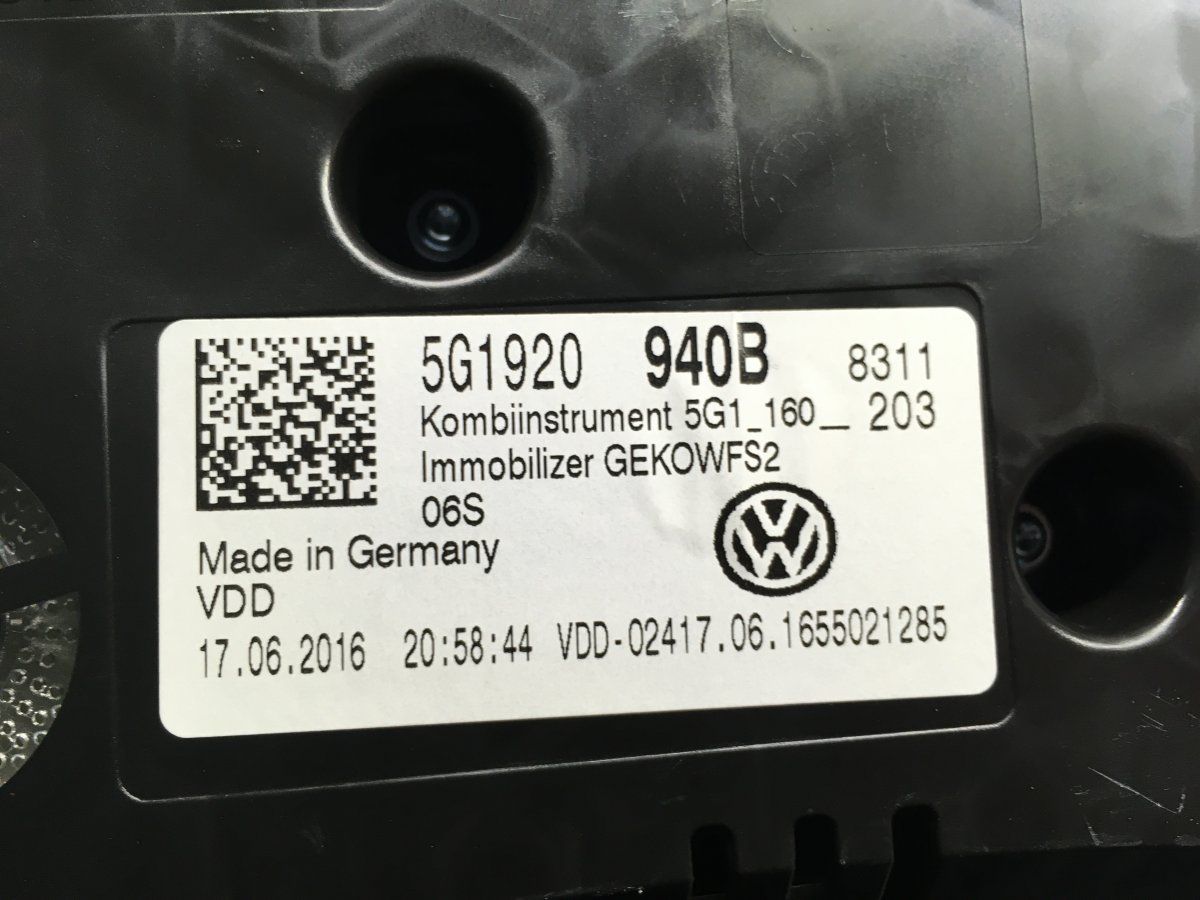 5G1920 940B 8311
Kombiinstrument 5G1_160__ 203
Immobilizer GEKOWFS2
06S
Made in Germany
VDD
17.06.2016 20:58:44 VDD-02417.06.1655021285